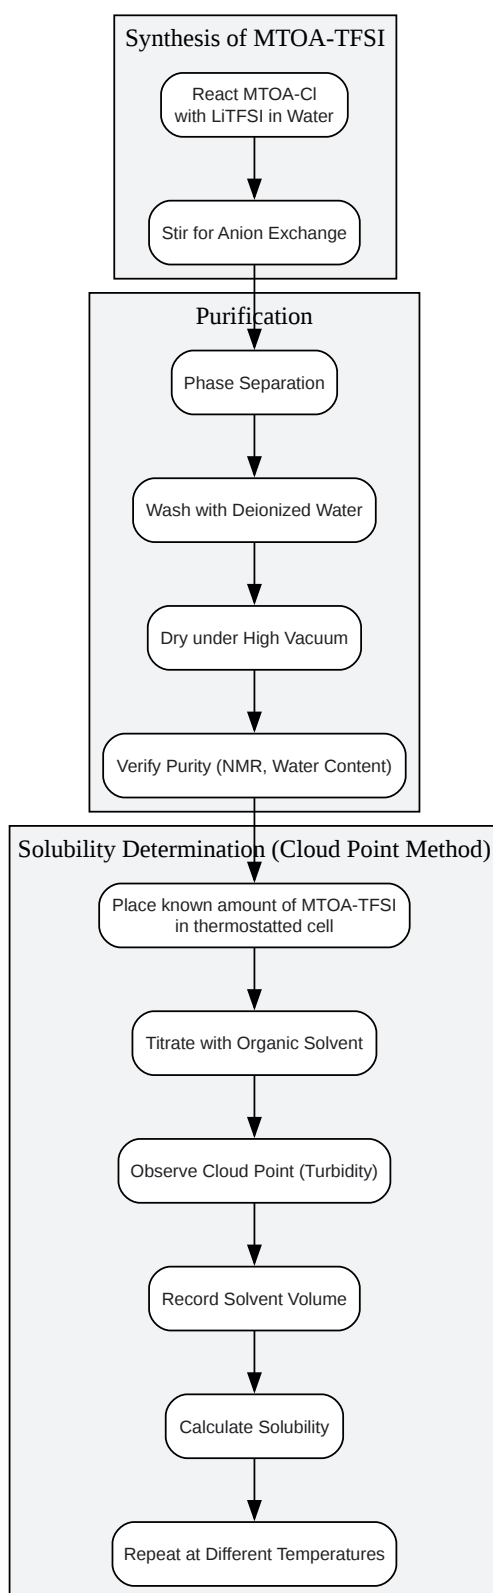 Synthesis of MTOA-TFSI
React MTOA-Cl
with LiTFSI in Water
Stir for Anion Exchange
Purification
Phase Separation
Wash with Deionized Water
Dry under High Vacuum
Verify Purity (NMR, Water Content)
Solubility Determination (Cloud Point Method)
Place known amount of MTOA-TFSI
in thermostatted cell
Titrate with Organic Solvent
Observe Cloud Point (Turbidity)
Record Solvent Volume
Calculate Solubility
Repeat at Different Temperatures